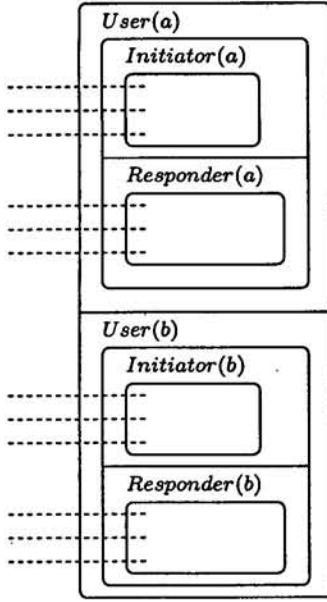 User(a)
Initiator(a)
Responder(a)
User(b)
Initiator(b)
Responder(b)